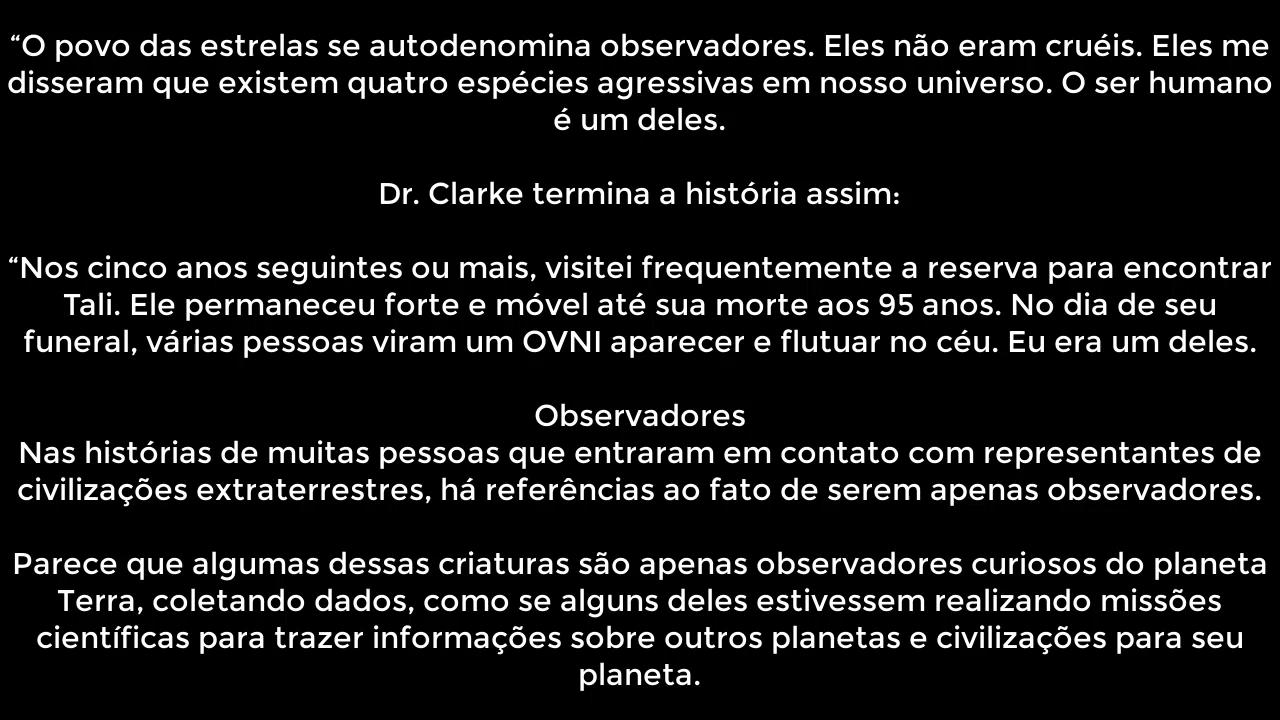 “O povo das estrelas se autodenomina observadores. Eles não eram cruéis. Eles me
disseram que existem quatro espécies agressivas em nosso universo. O ser humano
é um deles.
Dr. Clarke termina a história assim:
“Nos cinco anos seguintes ou mais, visitei frequentemente a reserva para encontrar
Tali. Ele permaneceu forte e móvel até sua morte aos 95 anos. No dia de seu
funeral, várias pessoas viram um OVNI aparecer e flutuar no céu. Eu era um deles.
Observadores
Nas histórias de muitas pessoas que entraram em contato com representantes de
civilizações extraterrestres, há referências ao fato de serem apenas observadores.
Parece que algumas dessas criaturas são apenas observadores curiosos do planeta
Terra, coletando dados, como se alguns deles estivessem realizando missões
científicas para trazer informações sobre outros planetas e civilizações para seu
planeta.